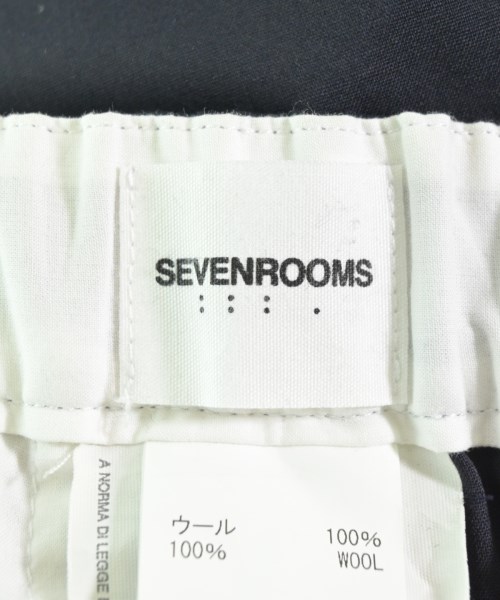 SEVENROOMS
A NORMA DI LEGGE
ウール 100%
100% WOOL